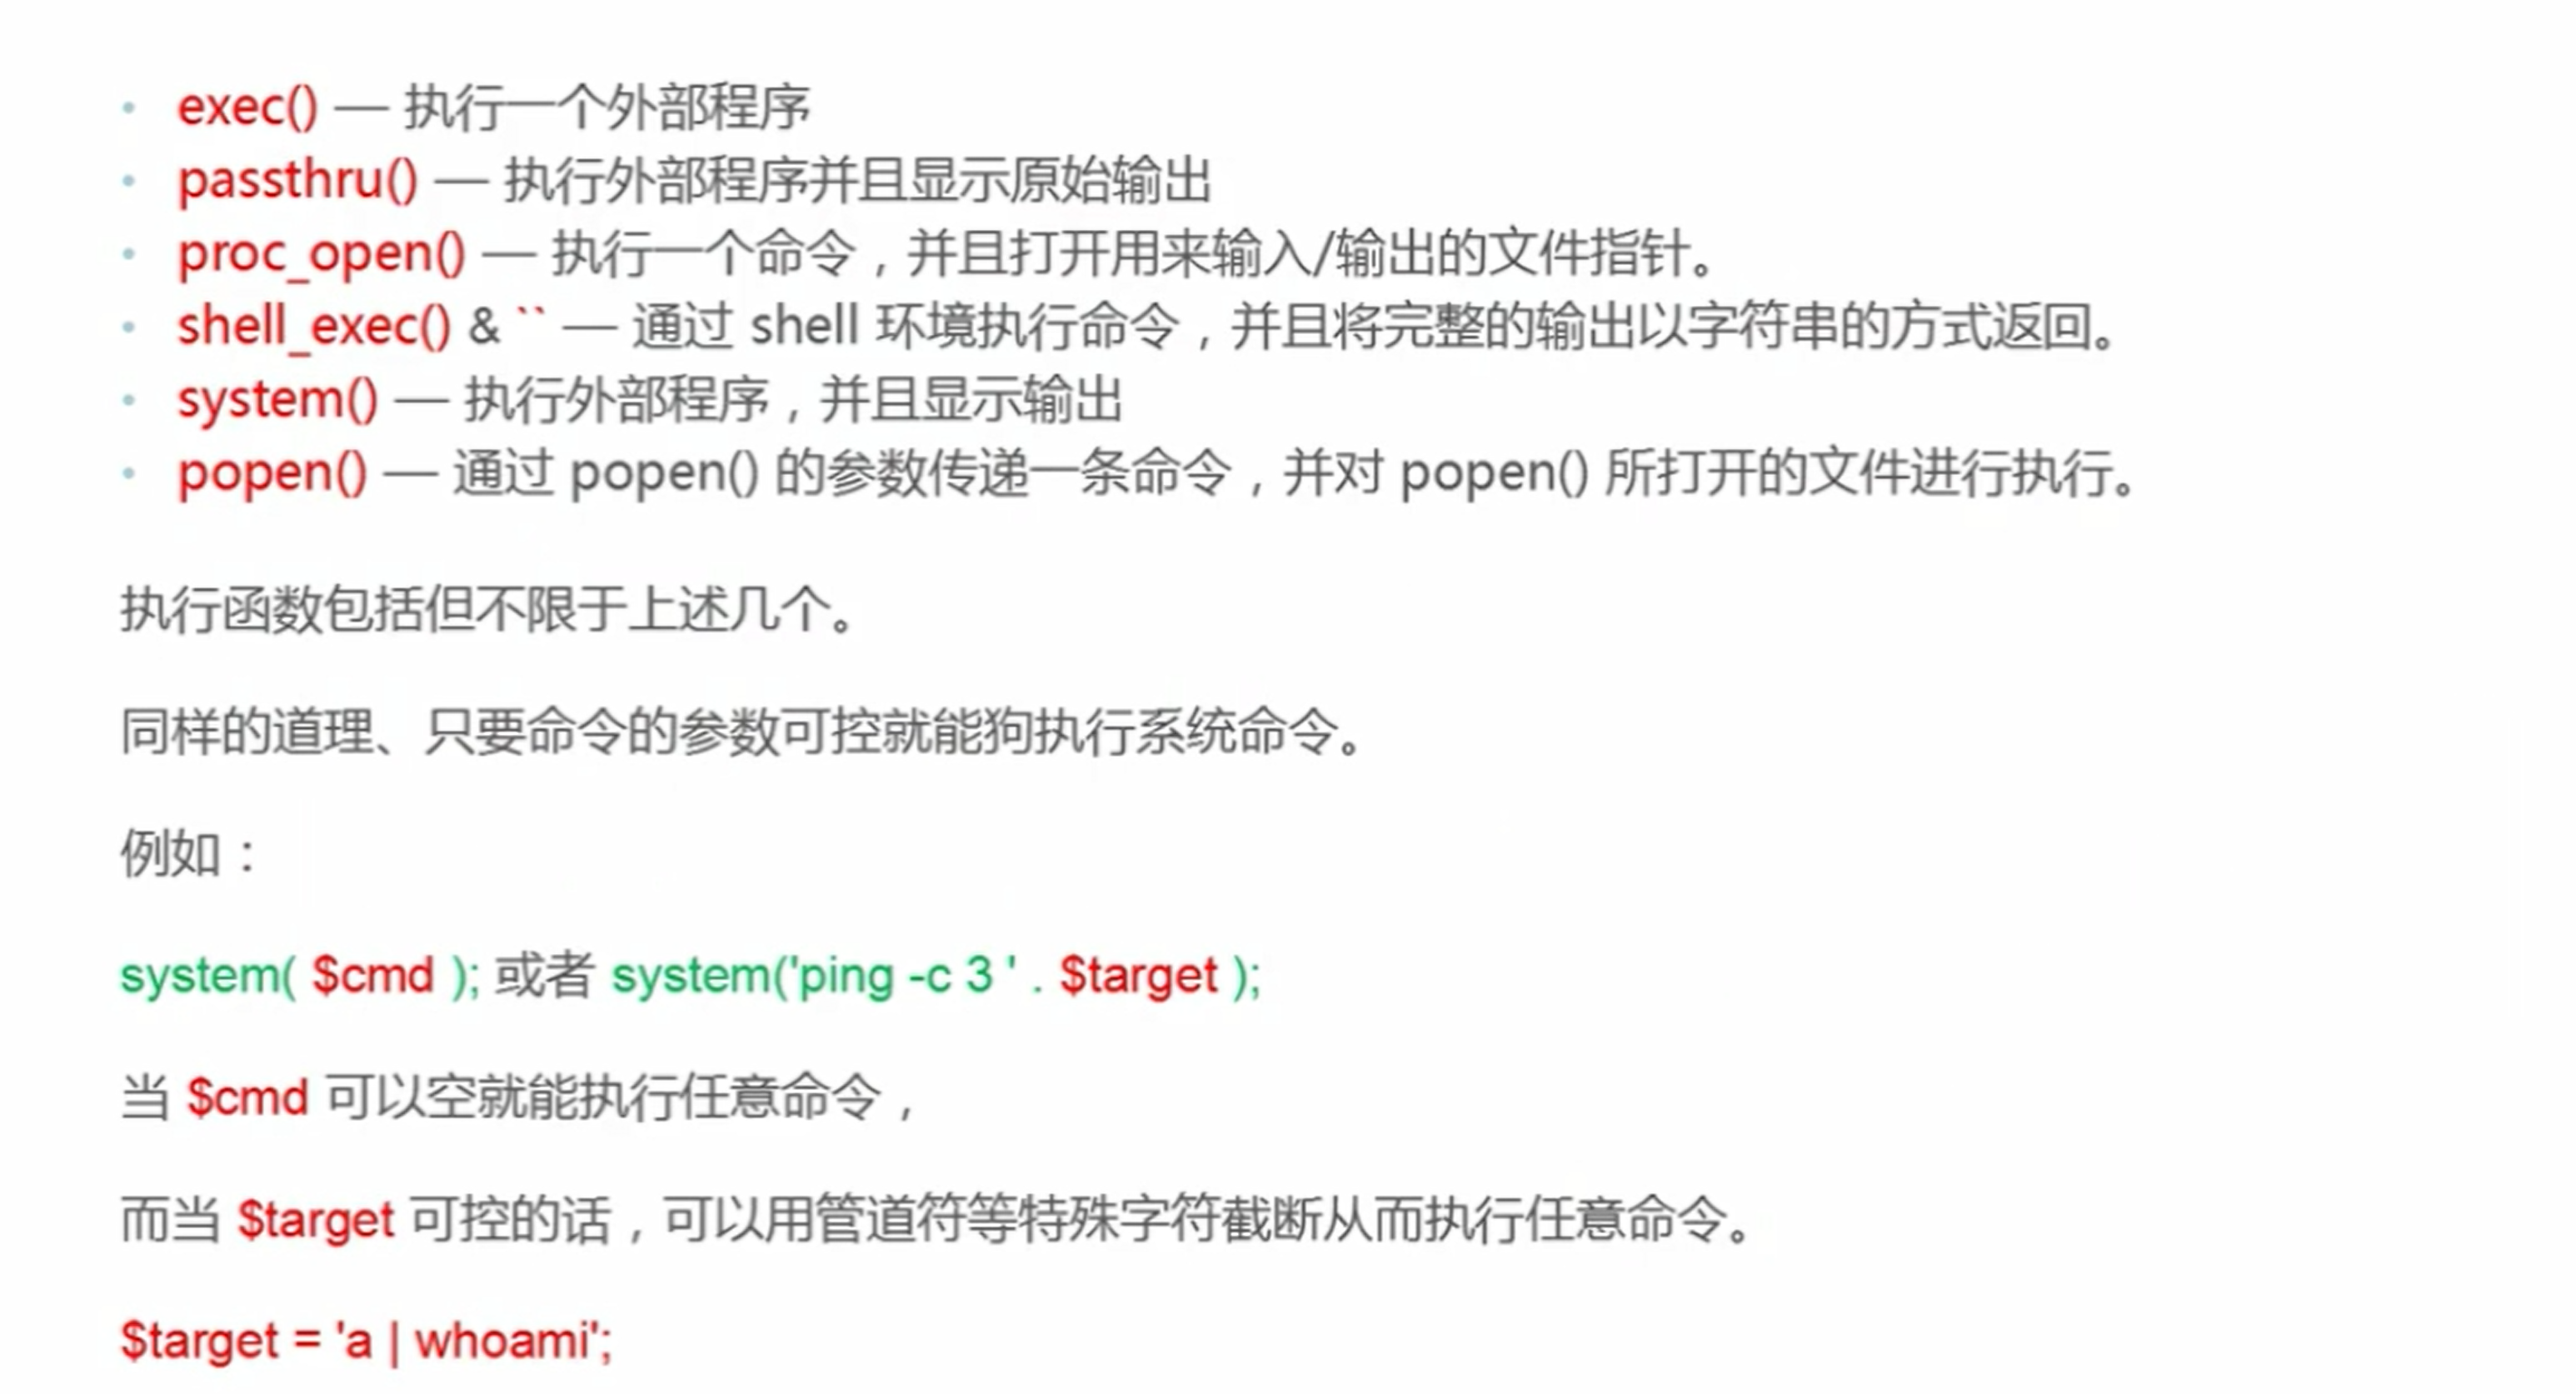 • exec() — 执行一个外部程序
• passthru() — 执行外部程序并且显示原始输出
• proc_open() — 执行一个命令，并且打开用来输入/输出的文件指针。
• shell_exec() & `` — 通过 shell 环境执行命令，并且将完整的输出以字符串的方式返回。
• system() — 执行外部程序，并且显示输出
• popen() — 通过 popen() 的参数传递一条命令，并对 popen() 所打开的文件进行执行。
执行函数包括但不限于上述几个。
同样的道理、只要命令的参数可控就能狗执行系统命令。
例如：
system( $cmd ); 或者 system('ping -c 3 ' . $target );
当 $cmd 可以空就能执行任意命令，
而当 $target 可控的话，可以用管道符等特殊字符截断从而执行任意命令。
$target = 'a | whoami';